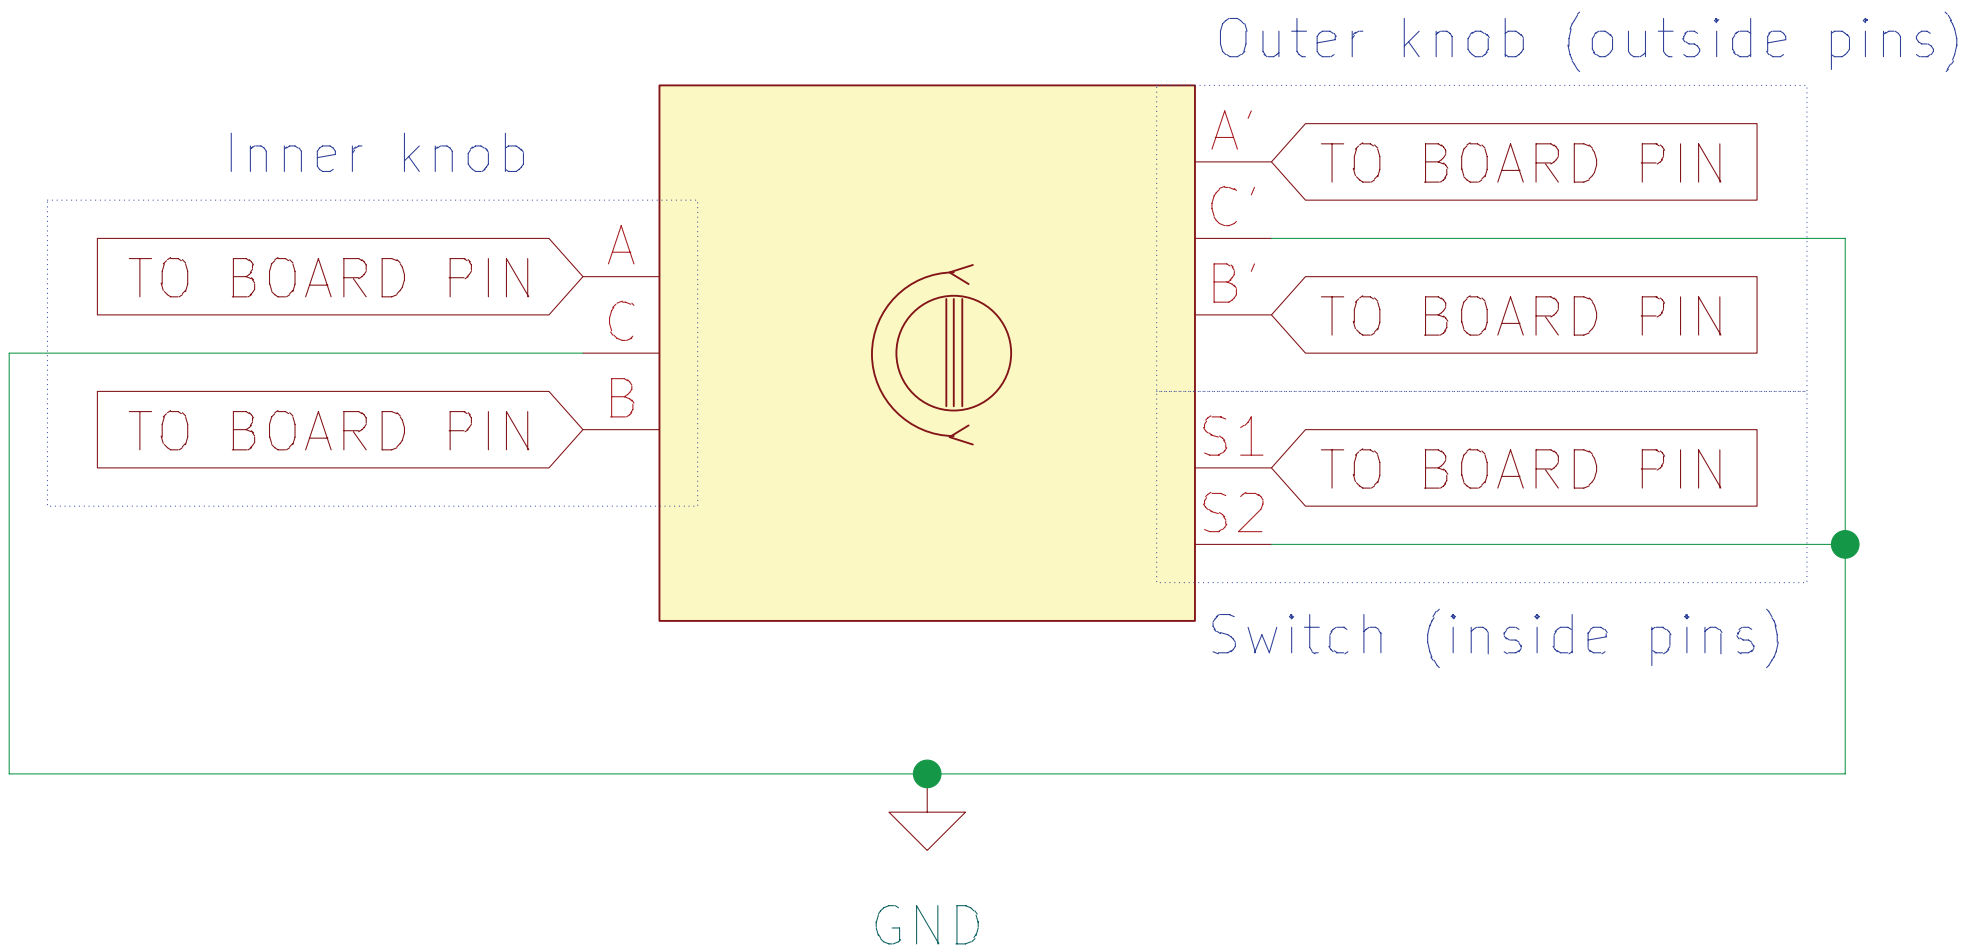 Outer knob (outside pins)
A'
TO BOARD PIN
Inner knob
C'
A
TO BOARD PIN
B'
TO BOARD PIN
C
B
TO BOARD PIN
S1
TO BOARD PIN
S2
Switch (inside pins)
GND